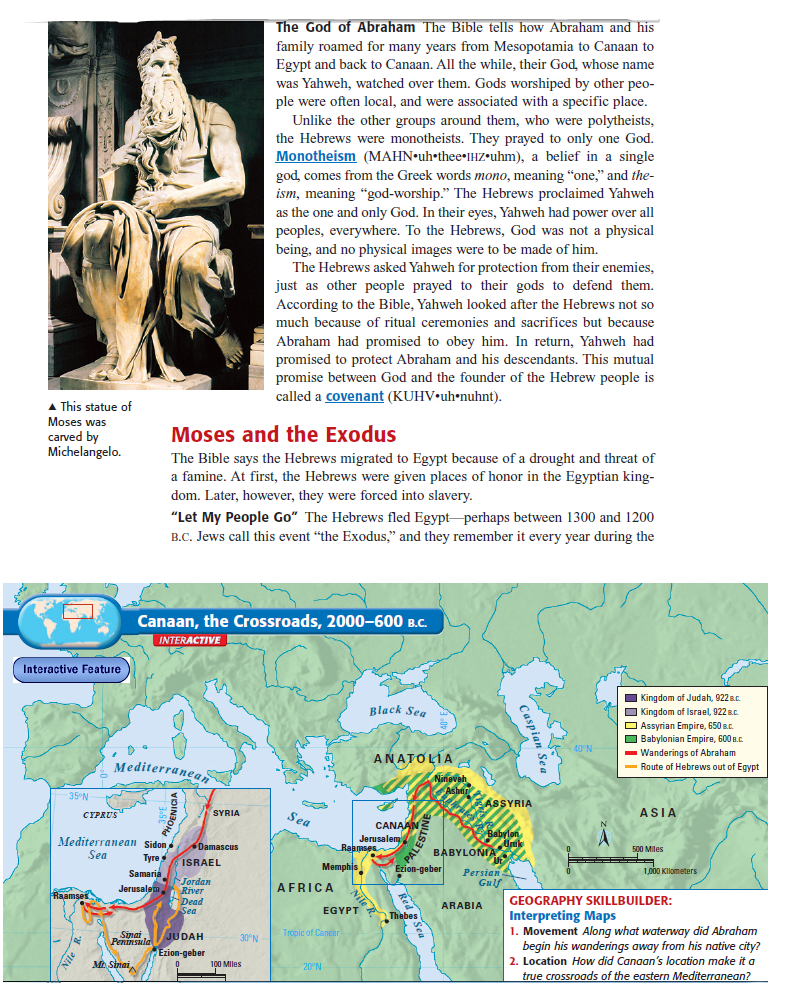 The God of Abraham The Bible tells how Abraham and his
family roamed for many years from Mesopotamia to Canaan to
Egypt and back to Canaan. All the while, their God, whose name
was Yahweh, watched over them. Gods worshiped by other peo-
ple were often local, and were associated with a specific place.
Unlike the other groups around them, who were polytheists,
the Hebrews were monotheists. They prayed to only one God.
Monotheism (MAHN•uh•thee•IHZ•uhm), a belief in a single
god, comes from the Greek words mono, meaning “one,” and the-
ism, meaning “god-worship.” The Hebrews proclaimed Yahweh
as the one and only God. In their eyes, Yahweh had power over all
peoples, everywhere. To the Hebrews, God was not a physical
being, and no physical images were to be made of him.
The Hebrews asked Yahweh for protection from their enemies,
just as other people prayed to their gods to defend them.
According to the Bible, Yahweh looked after the Hebrews not so
much because of ritual ceremonies and sacrifices but because
Abraham had promised to obey him. In return, Yahweh had
promised to protect Abraham and his descendants. This mutual
promise between God and the founder of the Hebrew people is
called a covenant (KUHV•uh•nuhnt).
▲ This statue of
Moses was
carved by
Michelangelo.
Moses and the Exodus
The Bible says the Hebrews migrated to Egypt because of a drought and threat of
a famine. At first, the Hebrews were given places of honor in the Egyptian king-
dom. Later, however, they were forced into slavery.
“Let My People Go” The Hebrews fled Egypt—perhaps between 1300 and 1200
B.C. Jews call this event “the Exodus,” and they remember it every year during the
Canaan, the Crossroads, 2000–600 B.C.
INTERACTIVE
Interactive Feature
Kingdom of Judah, 922 B.C.
Kingdom of Israel, 922 B.C.
Assyrian Empire, 650 B.C.
Babylonian Empire, 600 B.C.
Wanderings of Abraham
Route of Hebrews out of Egypt
Black Sea
40°E
Caspian Sea
40°N
ANATOLIA
Mediterranean
Sea
0°
Nineveh
Ashur
ASSYRIA
ASIA
CANAAN
Jerusalem
Raamses
PALESTINE
Babylon
Uruk
BABYLONIA
Ur
Memphis
Ezion-geber
Persian
Gulf
AFRICA
EGYPT
Nile R.
Red Sea
ARABIA
Thebes
Tropic of Cancer
20°N
N
0 500 Miles
0 1,000 Kilometers
35°N
CYPRUS
35°E
PHOENICIA
SYRIA
Mediterranean
Sea
Sidon
Damascus
Tyre
ISRAEL
Samaria
Jerusalem
Jordan
River
Dead
Sea
Raamses
JUDAH
Sinai
Peninsula
30°N
Ezion-geber
Nile R.
Mt. Sinai
0 100 Miles
GEOGRAPHY SKILLBUILDER:
Interpreting Maps
1. Movement Along what waterway did Abraham
begin his wanderings away from his native city?
2. Location How did Canaan’s location make it a
true crossroads of the eastern Mediterranean?